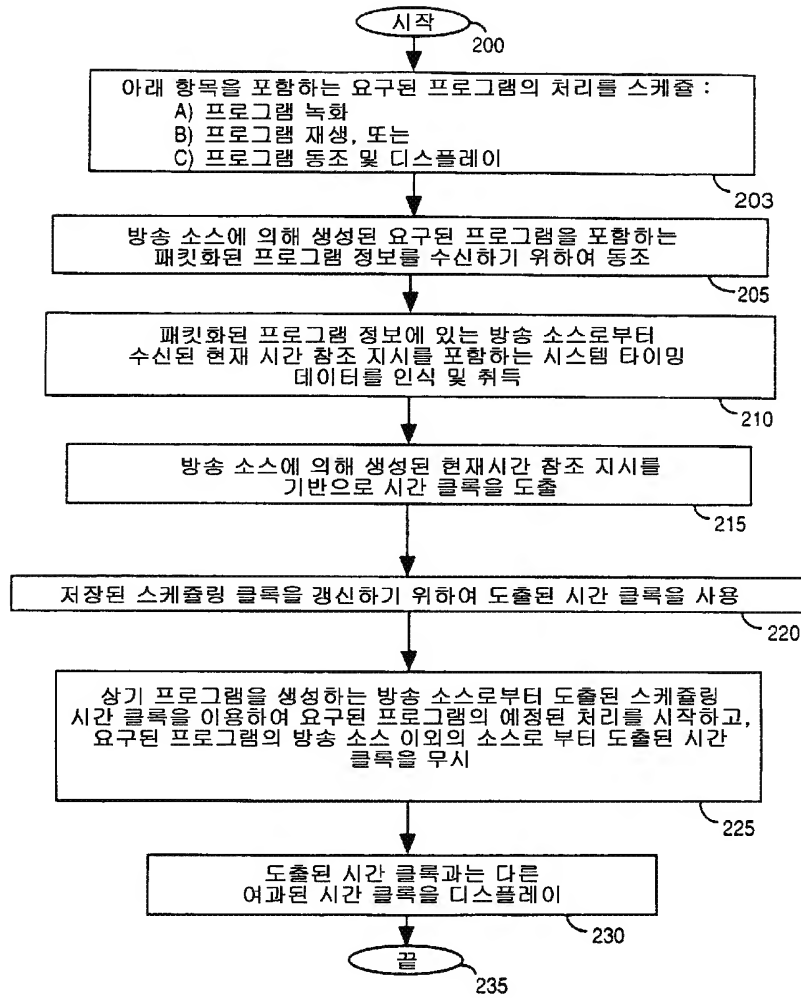 시작
200
아래 항목을 포함하는 요구된 프로그램의 처리를 스케쥴 :
A) 프로그램 녹화
B) 프로그램 재생, 또는
C) 프로그램 동조 및 디스플레이
203
방송 소스에 의해 생성된 요구된 프로그램을 포함하는
패킷화된 프로그램 정보를 수신하기 위하여 동조
205
패킷화된 프로그램 정보에 있는 방송 소스로부터
수신된 현재 시간 참조 지시를 포함하는 시스템 타이밍
데이터를 인식 및 취득
210
방송 소스에 의해 생성된 현재시간 참조 지시를
기반으로 시간 클록을 도출
215
저장된 스케쥴링 클록을 갱신하기 위하여 도출된 시간 클록을 사용
220
상기 프로그램을 생성하는 방송 소스로부터 도출된 스케쥴링
시간 클록을 이용하여 요구된 프로그램의 예정된 처리를 시작하고,
요구된 프로그램의 방송 소스 이외의 소스로 부터 도출된 시간
클록을 무시
225
도출된 시간 클록과는 다른
여과된 시간 클록을 디스플레이
230
끝
235